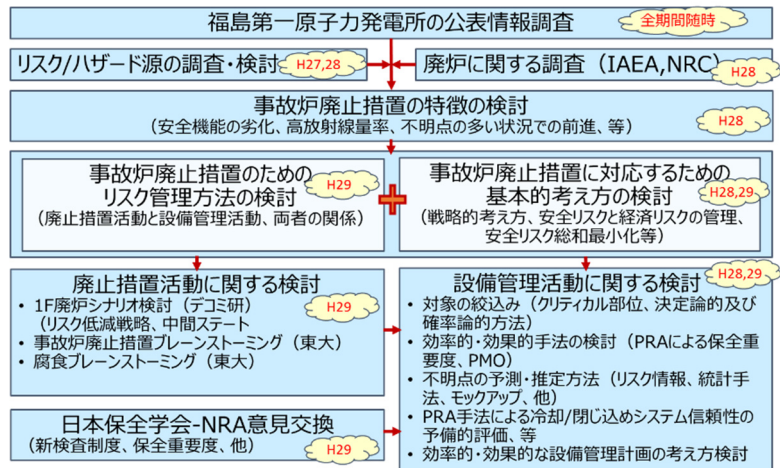 福島第一原子力発電所の公表情報調査
全期間随時
リスク/ハザード源の調査・検討
H27,28
廃炉に関する調査（IAEA,NRC）
H28
事故炉廃止措置の特徴の検討
（安全機能の劣化、高放射線量率、不明点の多い状況での前進、等）
H28
事故炉廃止措置のための
リスク管理方法の検討
（廃止措置活動と設備管理活動、両者の関係）
H29
事故炉廃止措置に対応するための
基本的考え方の検討
（戦略的考え方、安全リスクと経済リスクの管理、
安全リスク総和最小化等）
H28,29
廃止措置活動に関する検討
• 1F廃炉シナリオ検討（デコミ研）
（リスク低減戦略、中間ステート
• 事故炉廃止措置ブレーンストーミング（東大）
• 腐食ブレーンストーミング（東大）
H29
設備管理活動に関する検討
H28,29
• 対象の絞込み（クリティカル部位、決定論的及び
確率論的方法）
• 効率的・効果的手法の検討（PRAによる保全重
要度、PMO）
• 不明点の予測・推定方法（リスク情報、統計手
法、モックアップ、他）
• PRA手法による冷却/閉じ込めシステム信頼性の
予備的評価、等
• 効率的・効果的な設備管理計画の考え方検討
日本保全学会-NRA意見交換
（新検査制度、保全重要度、他）
H29